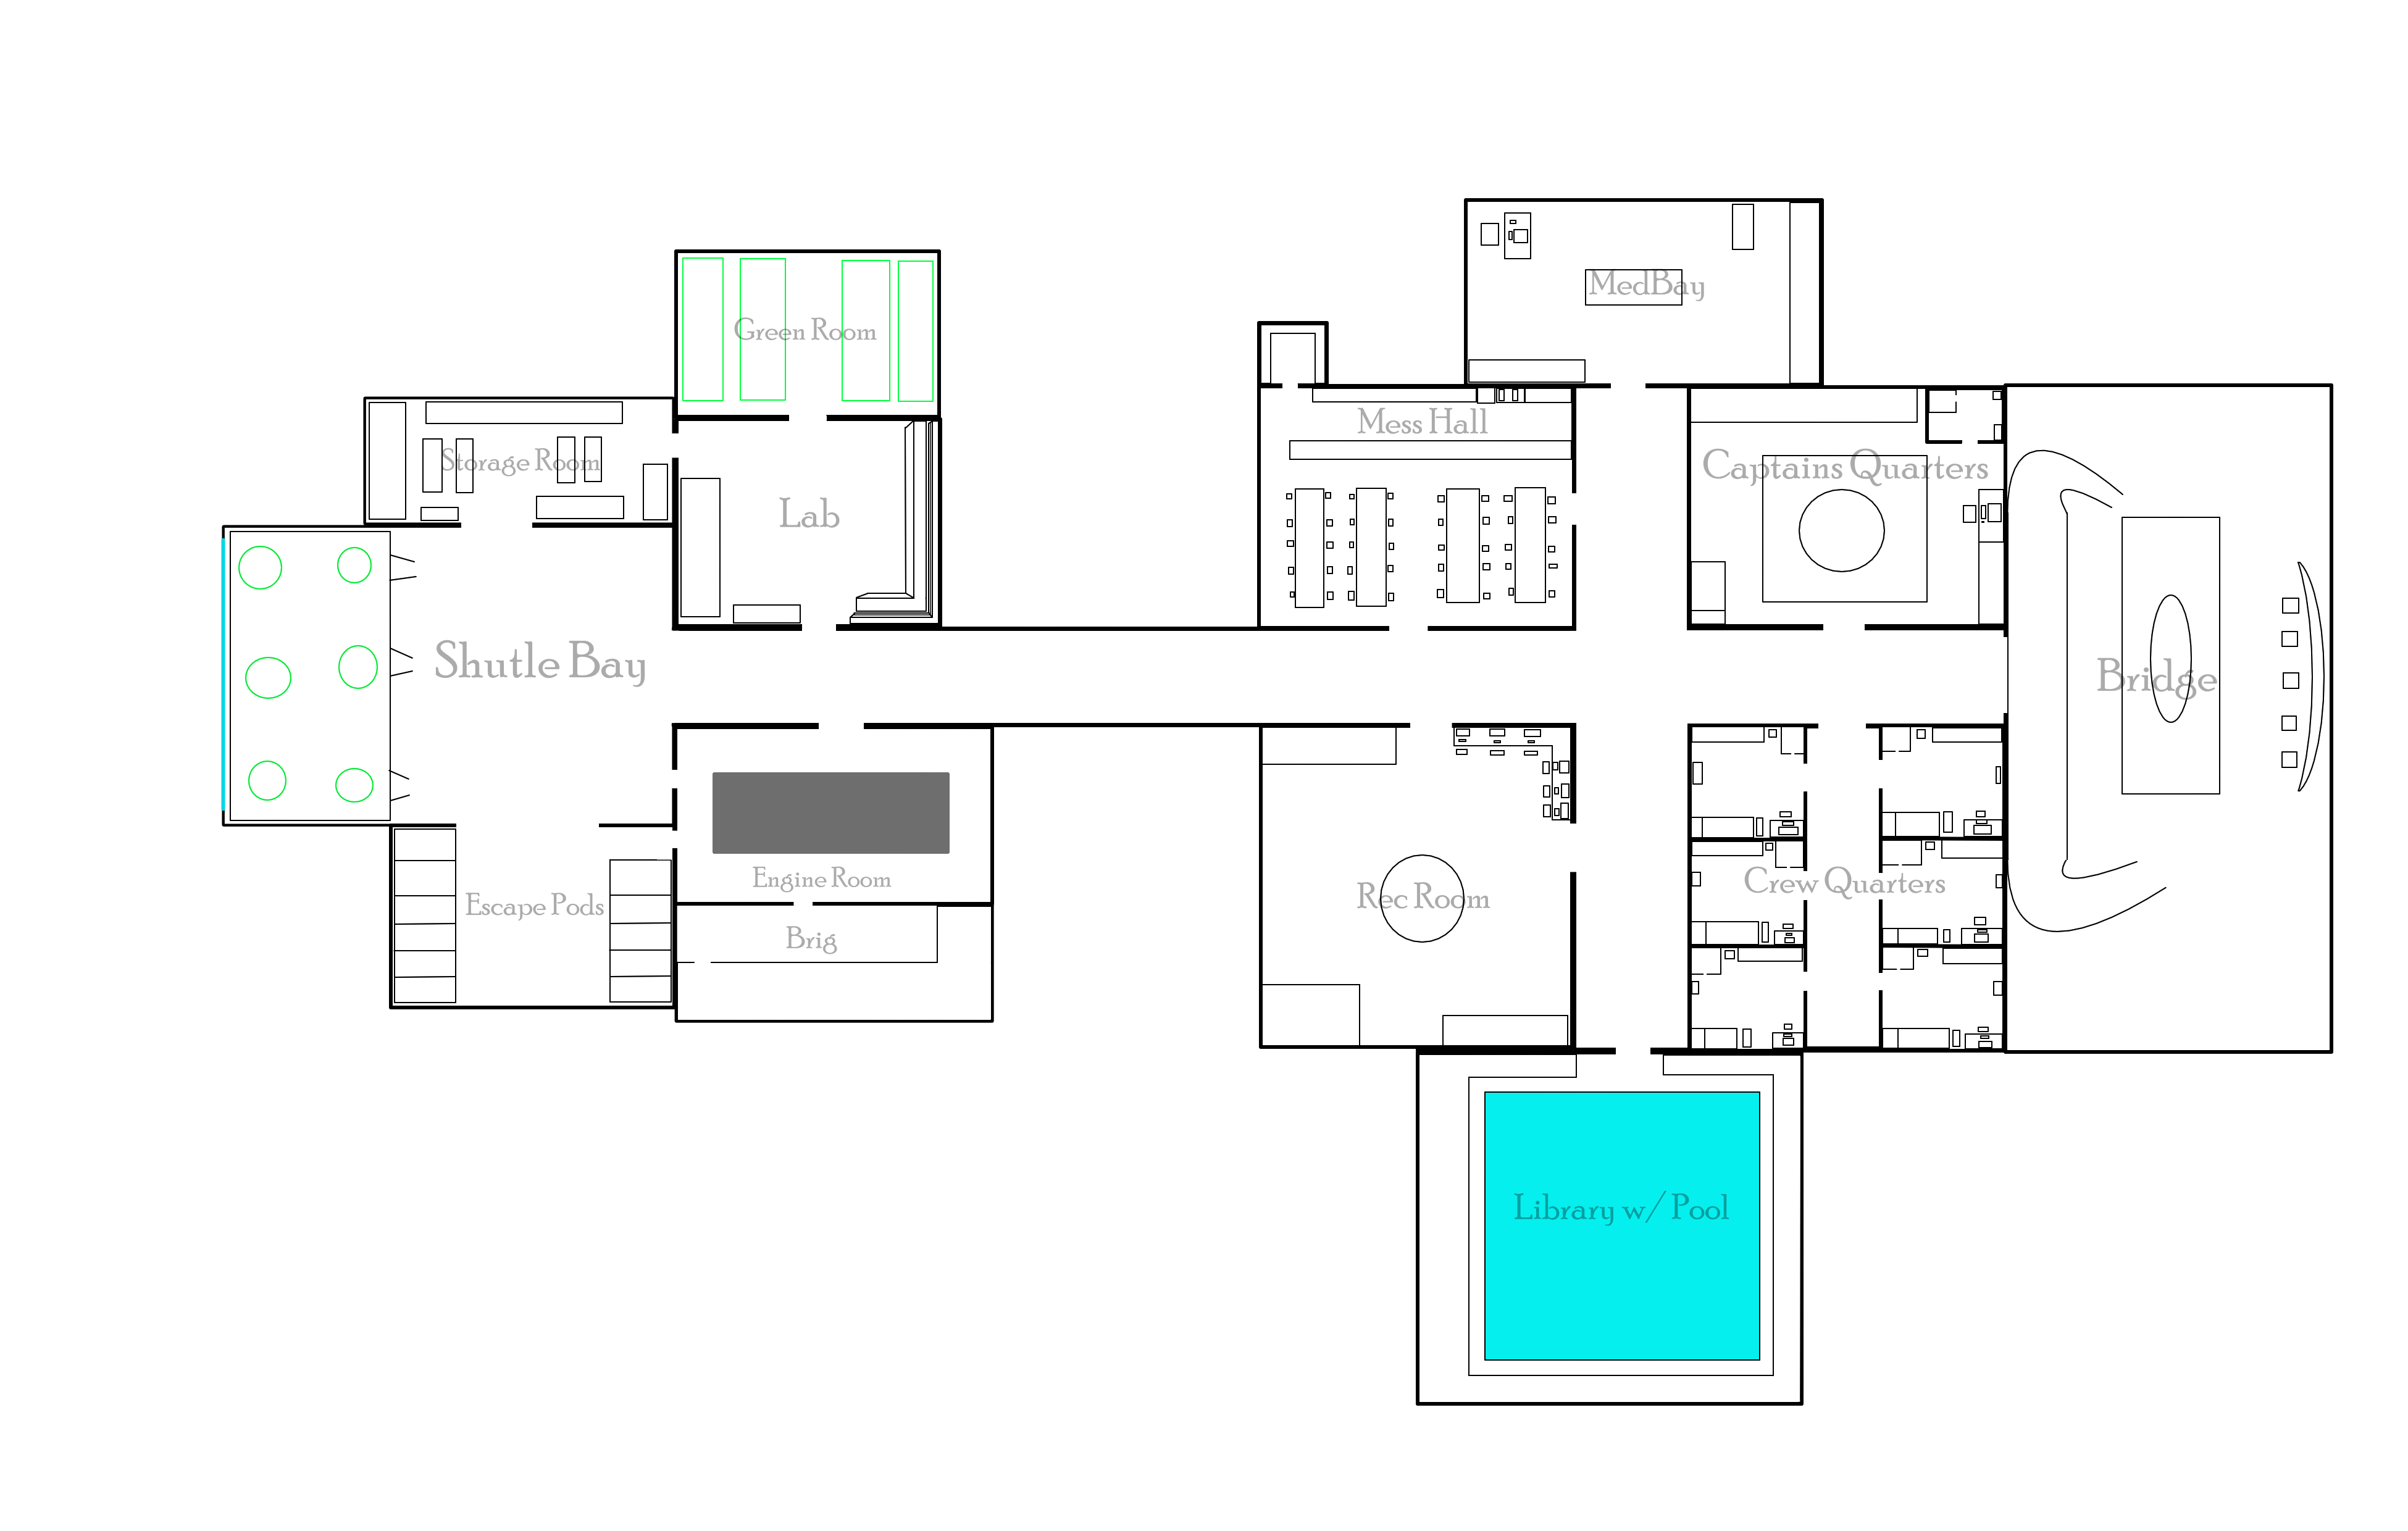 MedBay
Green Room
Mess Hall
Storage Room
Captains Quarters
Lab
Shutle Bay
Bridge
Engine Room
Crew Quarters
Escape Pods
Rec Room
Brig
Library w/ Pool